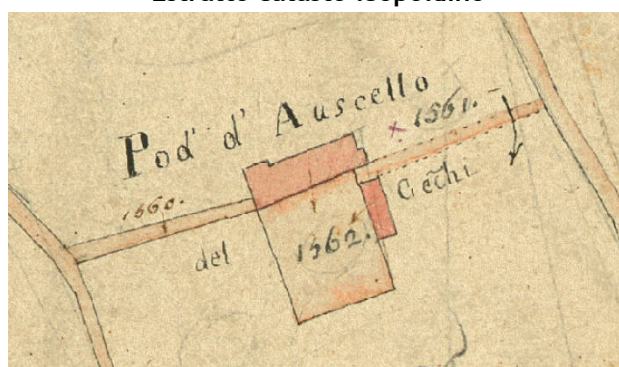 Estratto Catasto leopoldino
Pod.' d' Auscello
1561.
1560.
del
Cechi
1562.